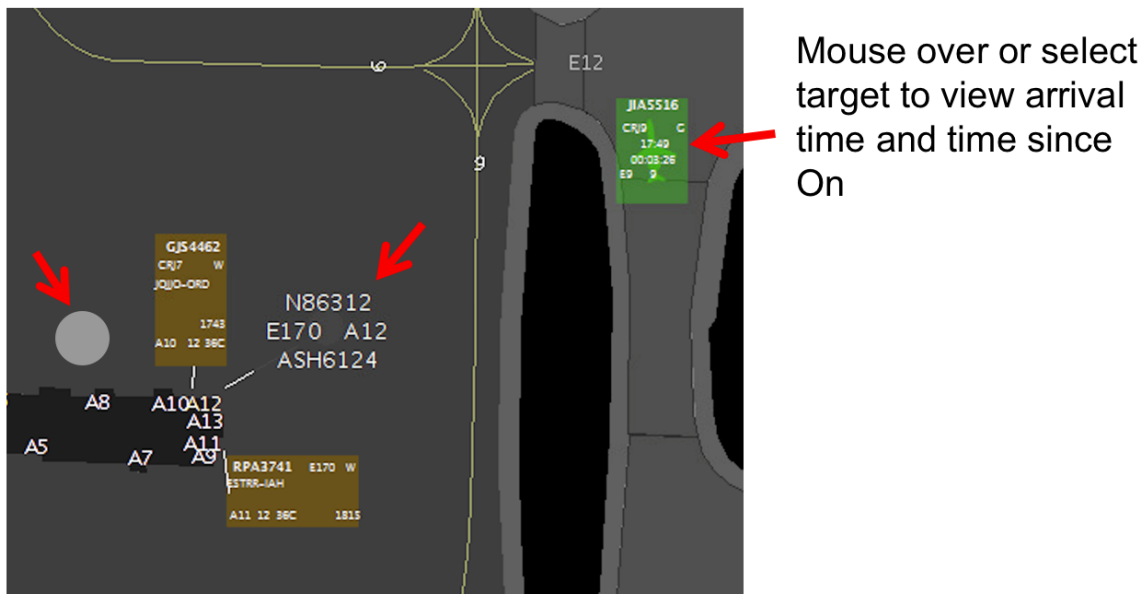 Mouse over or select
target to view arrival
time and time since
On
E12
JIA5516
CRJ9 G
17:49
00:03:26
E9 9
9
9
GJS4462
CRJ7 W
JOJJO-ORD
1743
A10 12 36C
N86312
E170 A12
ASH6124
A8
A10
A12
A13
A11
A9
A5
A7
RPA3741 E170 W
ESTRR-IAH
A11 12 36C 1815